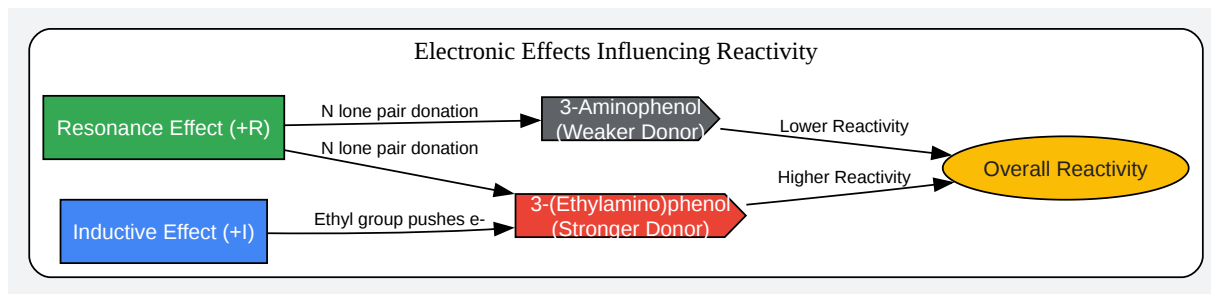 Electronic Effects Influencing Reactivity
Resonance Effect (+R)
N lone pair donation
N lone pair donation
3-Aminophenol
(Weaker Donor)
Lower Reactivity
Inductive Effect (+I)
Ethyl group pushes e-
3-(Ethylamino)phenol
(Stronger Donor)
Higher Reactivity
Overall Reactivity